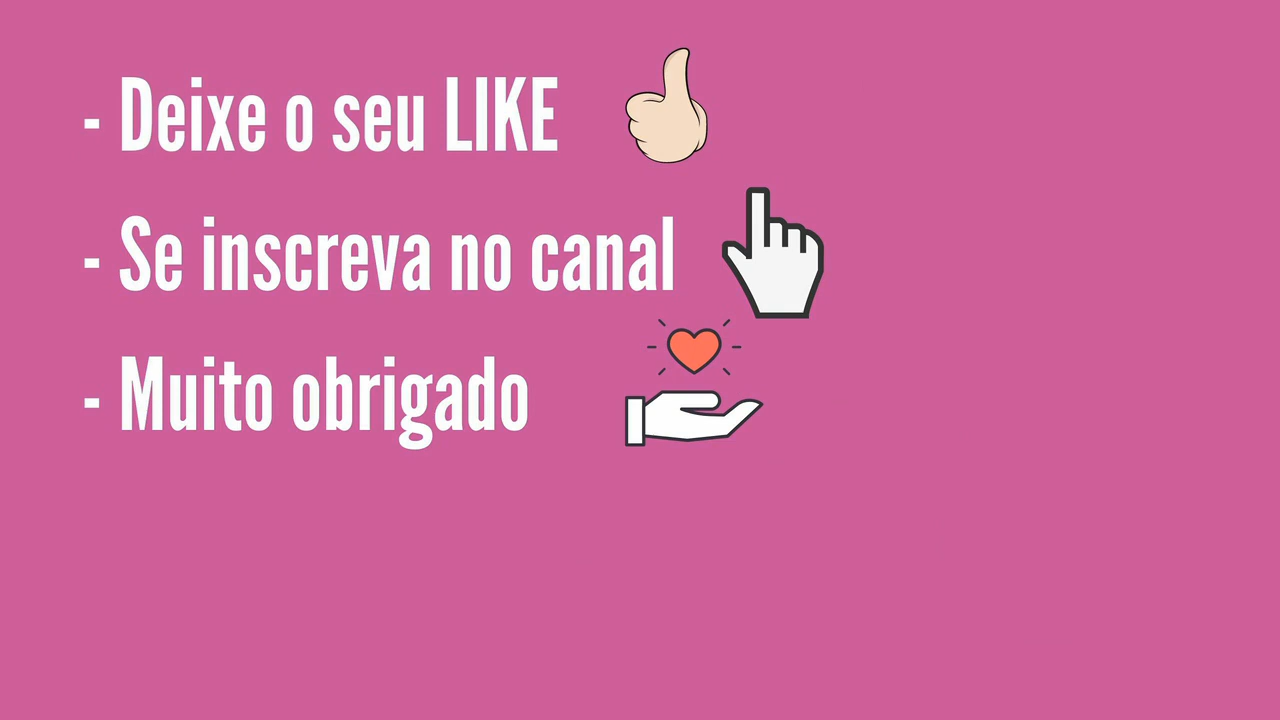 - Deixe o seu LIKE
- Se inscreva no canal
- Muito obrigado